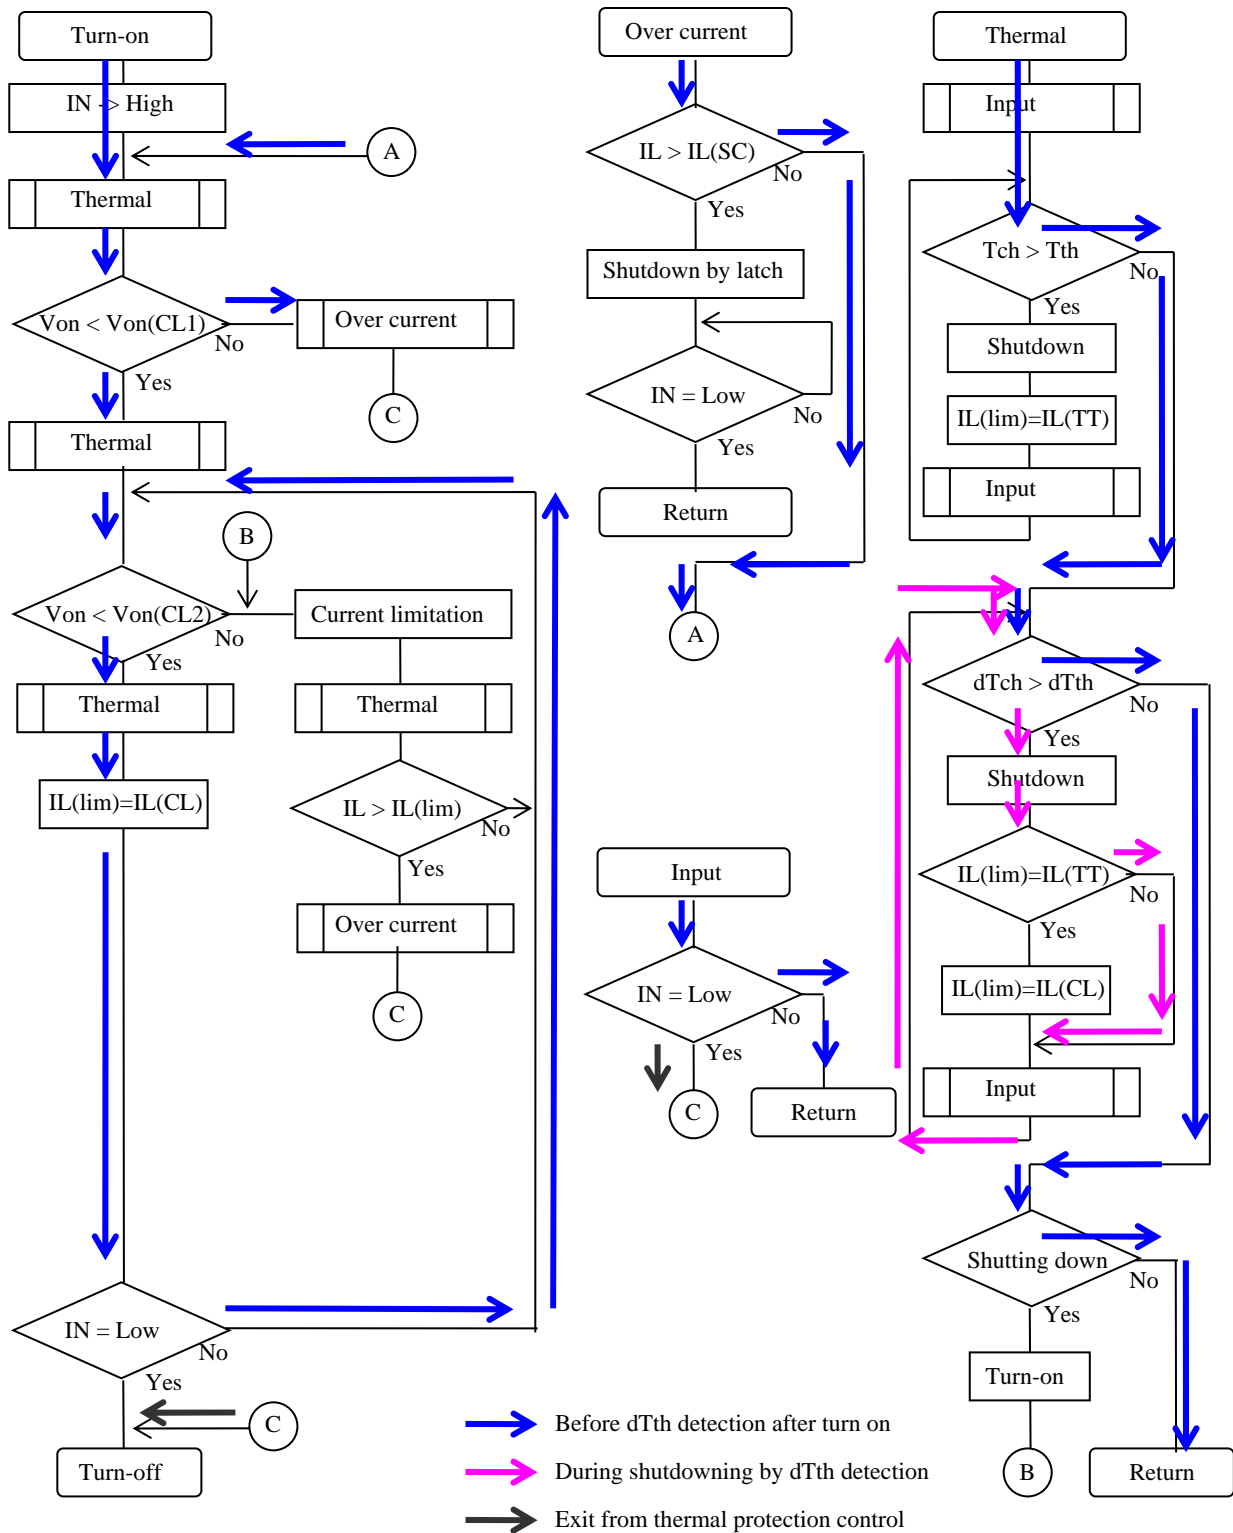 Turn-on
IN -> High
A
Thermal
Von < Von(CL1)
No
Yes
Over current
C
Thermal
B
Von < Von(CL2)
No
Yes
Current limitation
Thermal
Thermal
IL(lim)=IL(CL)
IL > IL(lim)
No
Yes
Over current
C
IN = Low
No
Yes
C
Turn-off
Over current
IL > IL(SC)
No
Yes
Shutdown by latch
IN = Low
No
Yes
Return
A
Input
IN = Low
No
Yes
C
Return
Thermal
Input
Tch > Tth
No
Yes
Shutdown
IL(lim)=IL(TT)
Input
dTch > dTth
No
Yes
Shutdown
IL(lim)=IL(TT)
No
Yes
IL(lim)=IL(CL)
Input
Shutting down
No
Yes
Turn-on
B
Return
Before dTth detection after turn on
During shutdowning by dTth detection
Exit from thermal protection control